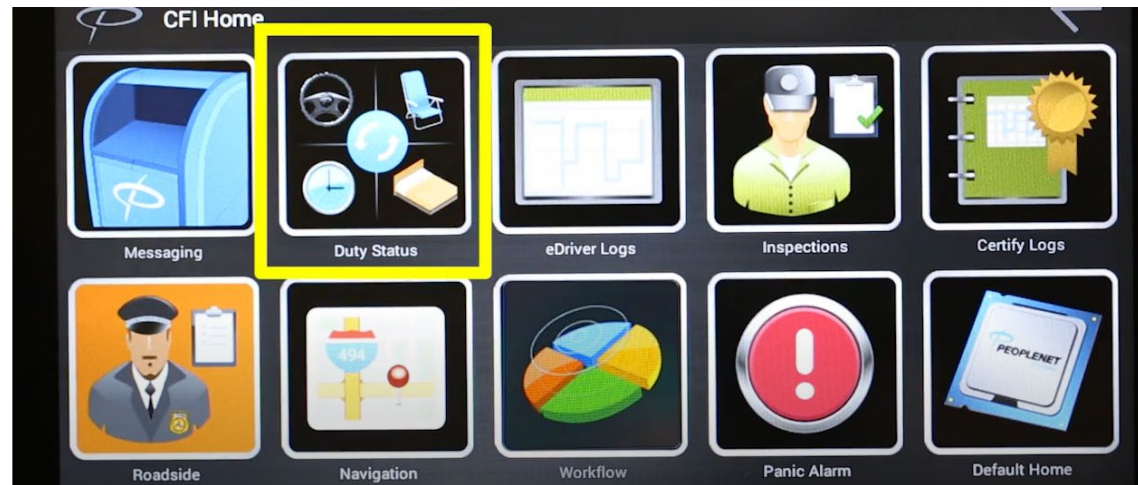 CFI Home
Messaging
Duty Status
eDriver Logs
Inspections
Certify Logs
494
PEOPLENET
Roadside
Navigation
Workflow
Panic Alarm
Default Home